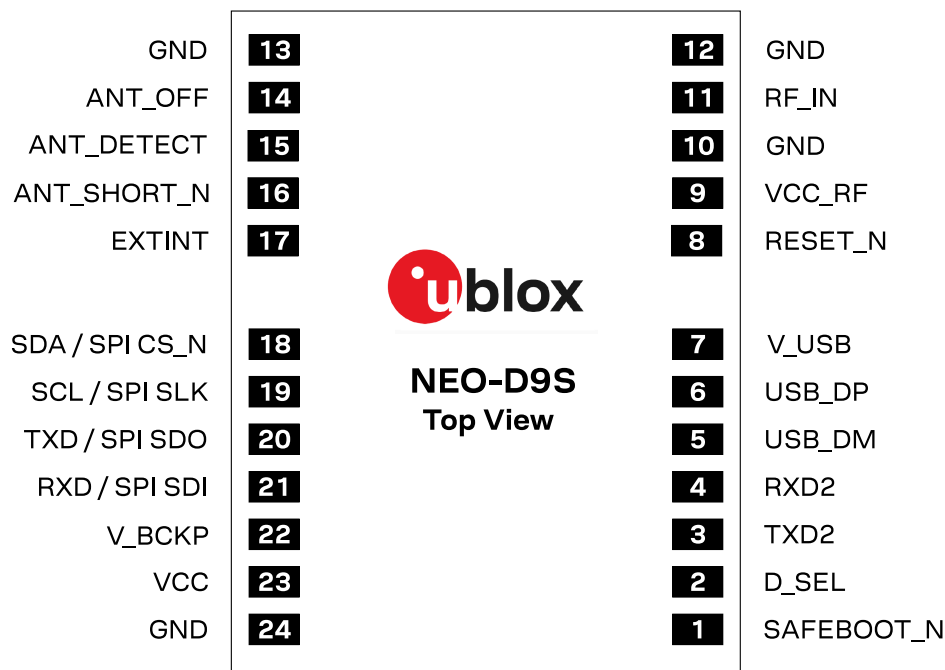 GND 13 12 GND
ANT_OFF 14 11 RF_IN
ANT_DETECT 15 10 GND
ANT_SHORT_N 16 9 VCC_RF
EXTINT 17 8 RESET_N
ublox
SDA / SPI CS_N 18 7 V_USB
SCL / SPI SLK 19 6 USB_DP
NEO-D9S
Top View
TXD / SPI SDO 20 5 USB_DM
RXD / SPI SDI 21 4 RXD2
V_BCKP 22 3 TXD2
VCC 23 2 D_SEL
GND 24 1 SAFEBOOT_N